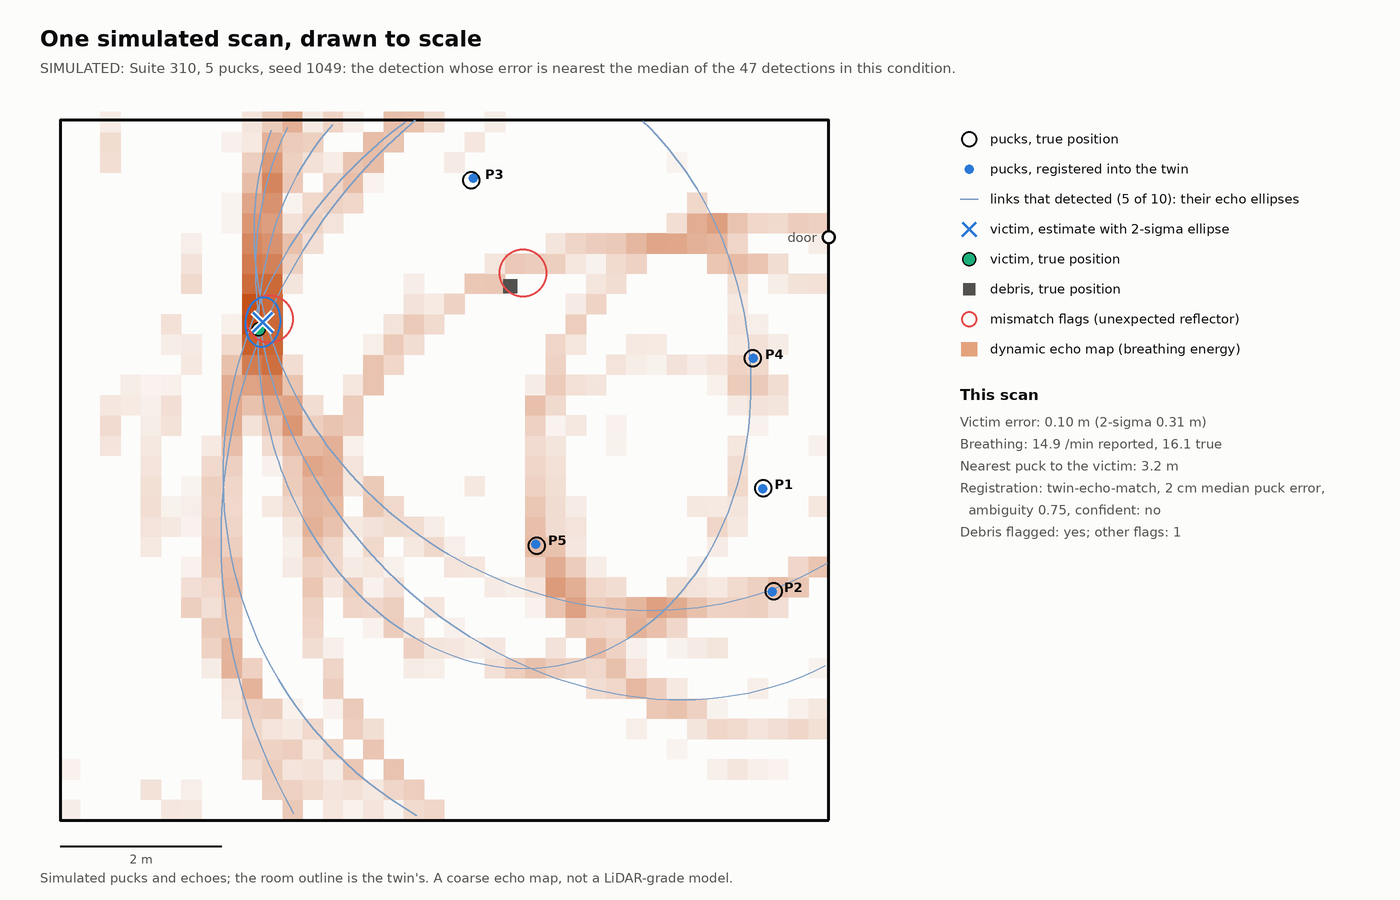 One simulated scan, drawn to scale
SIMULATED: Suite 310, 5 pucks, seed 1049: the detection whose error is nearest the median of the 47 detections in this condition.
P3
door
P4
P1
P5
P2
2 m
pucks, true position
pucks, registered into the twin
links that detected (5 of 10): their echo ellipses
victim, estimate with 2-sigma ellipse
victim, true position
debris, true position
mismatch flags (unexpected reflector)
dynamic echo map (breathing energy)
This scan
Victim error: 0.10 m (2-sigma 0.31 m)
Breathing: 14.9 /min reported, 16.1 true
Nearest puck to the victim: 3.2 m
Registration: twin-echo-match, 2 cm median puck error,
ambiguity 0.75, confident: no
Debris flagged: yes; other flags: 1
Simulated pucks and echoes; the room outline is the twin's. A coarse echo map, not a LiDAR-grade model.